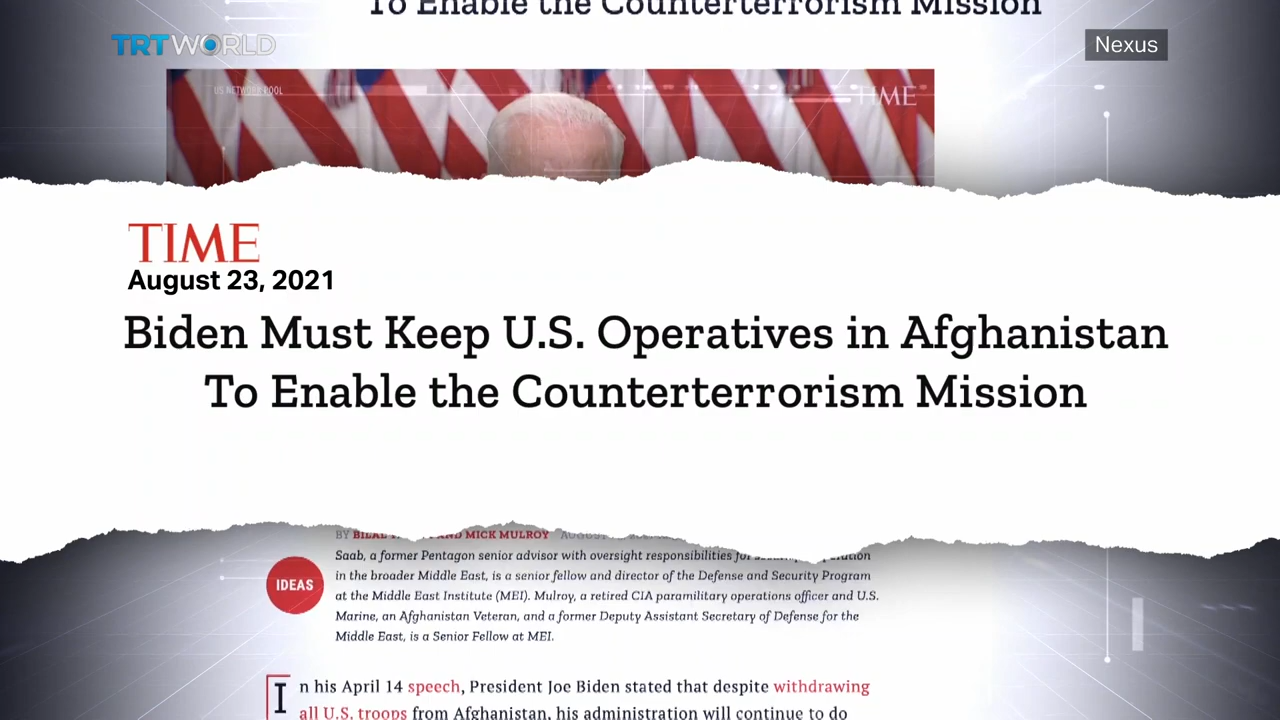 To Enable the Counterterrorism Mission
TRT WORLD
Nexus
US NETWORK POOL
TIME
TIME
August 23, 2021
Biden Must Keep U.S. Operatives in Afghanistan
To Enable the Counterterrorism Mission
BY AND MICK MULROY
Saab, a former Pentagon senior advisor with oversight responsibilities for
in the broader Middle East, is a senior fellow and director of the Defense and Security Program
IDEAS
at the Middle East Institute (MEI). Mulroy, a retired CIA paramilitary operations officer and U.S.
Marine, an Afghanistan Veteran, and a former Deputy Assistant Secretary of Defense for the
Middle East, is a Senior Fellow at MEI.
In his April 14 speech, President Joe Biden stated that despite withdrawing
all U.S. troops from Afghanistan, his administration will continue to do